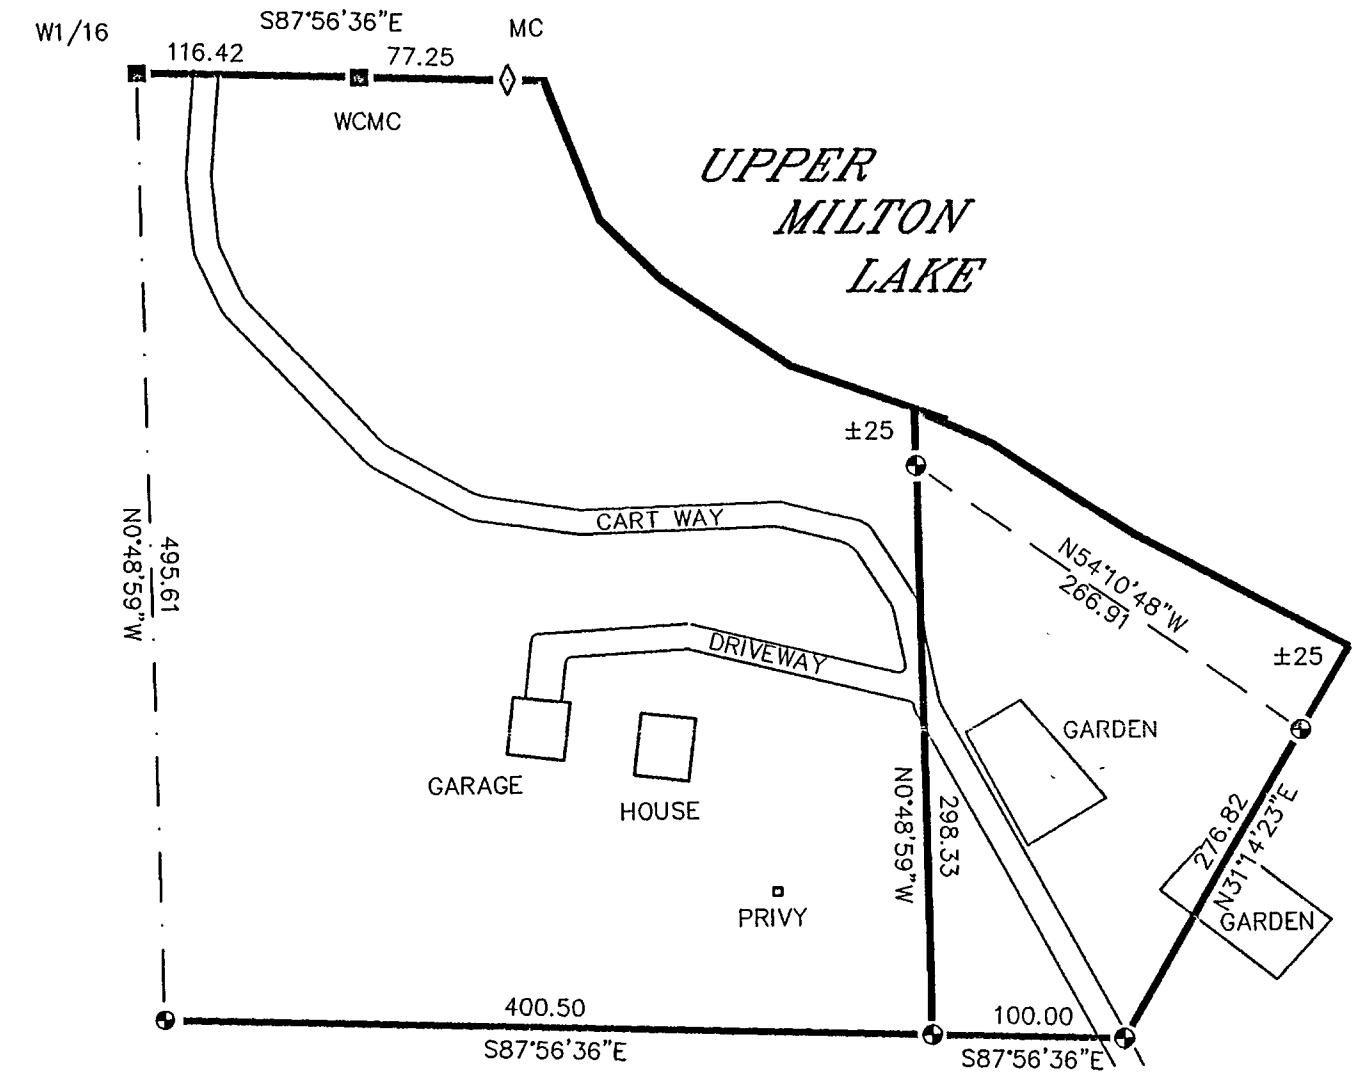 S87°56'36"E
W1/16
MC
116.42
77.25
WCMC
UPPER
MILTON
LAKE
±25
CART WAY
N0°48'59"W
495.61
N54°10'48"W
266.91
±25
DRIVEWAY
GARDEN
GARAGE
HOUSE
N0°48'59"W
298.33
276.82
N31°14'23"E
PRIVY
GARDEN
400.50
S87°56'36"E
100.00
S87°56'36"E